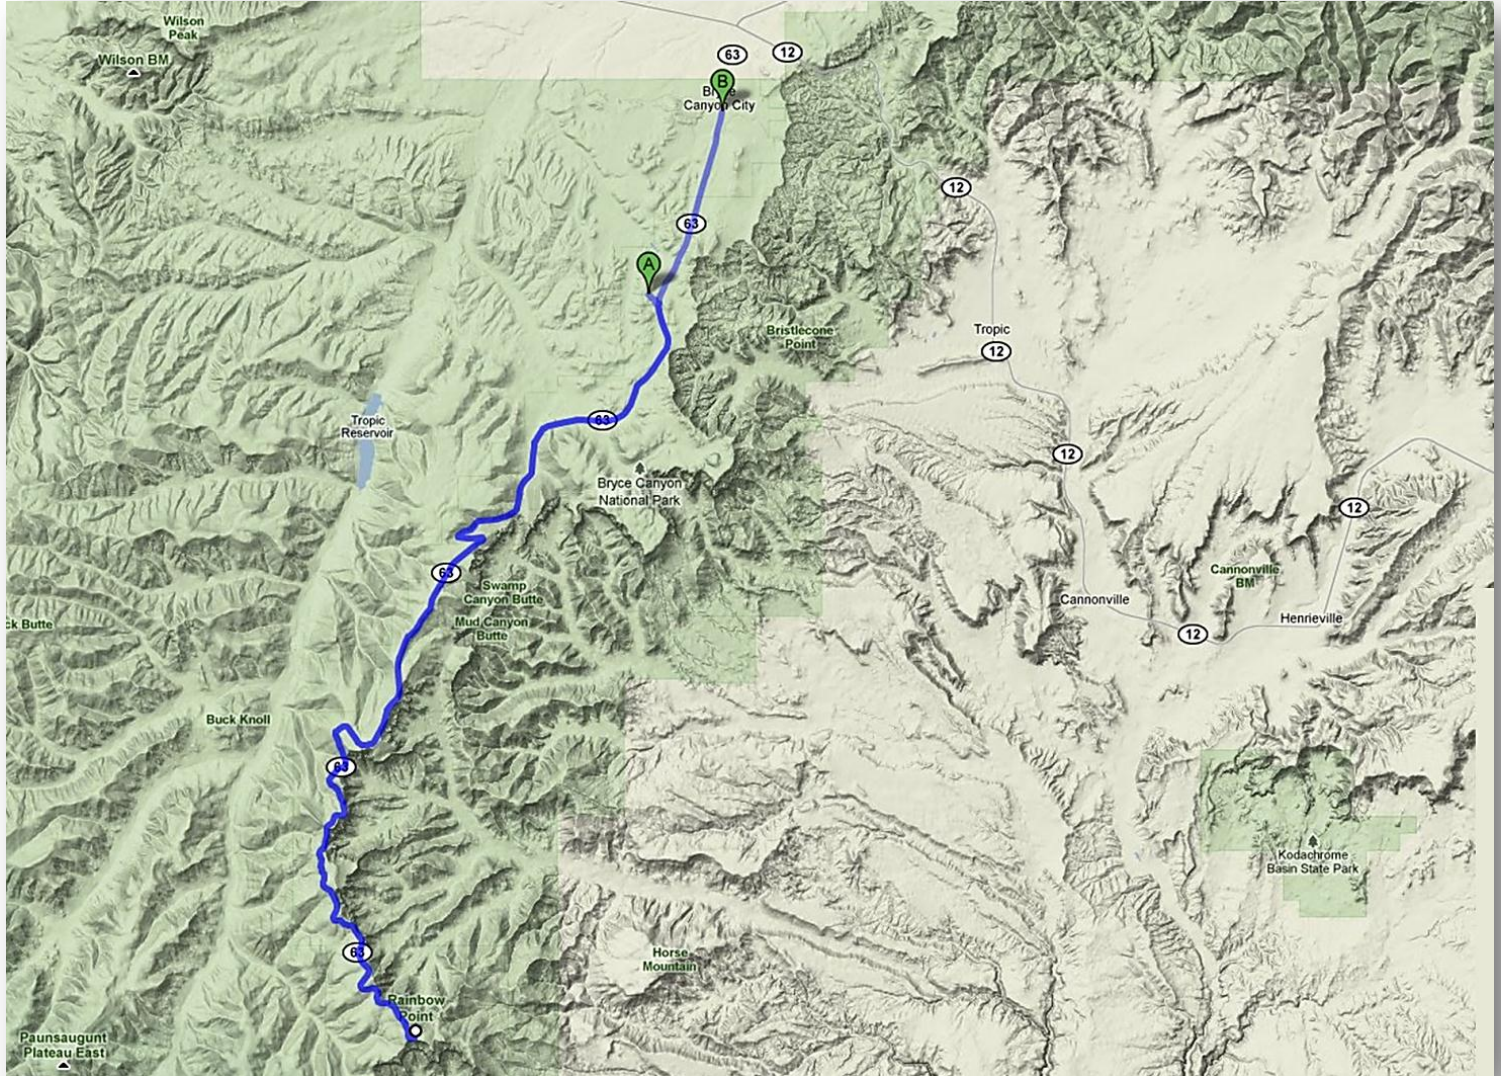 Wilson
Peak
Wilson BM
63
12
B
Bryce
Canyon City
12
63
A
Bristlecone
Point
Tropic
12
Tropic
Reservoir
63
12
Bryce Canyon
National Park
12
63
Swamp
Canyon Butte
Cannonville
BM
Cannonville
ck Butte
Mud Canyon
Butte
12
Henrieville
Buck Knoll
63
Kodachrome
Basin State Park
63
Horse
Mountain
Rainbow
Point
Paunsaugunt
Plateau East